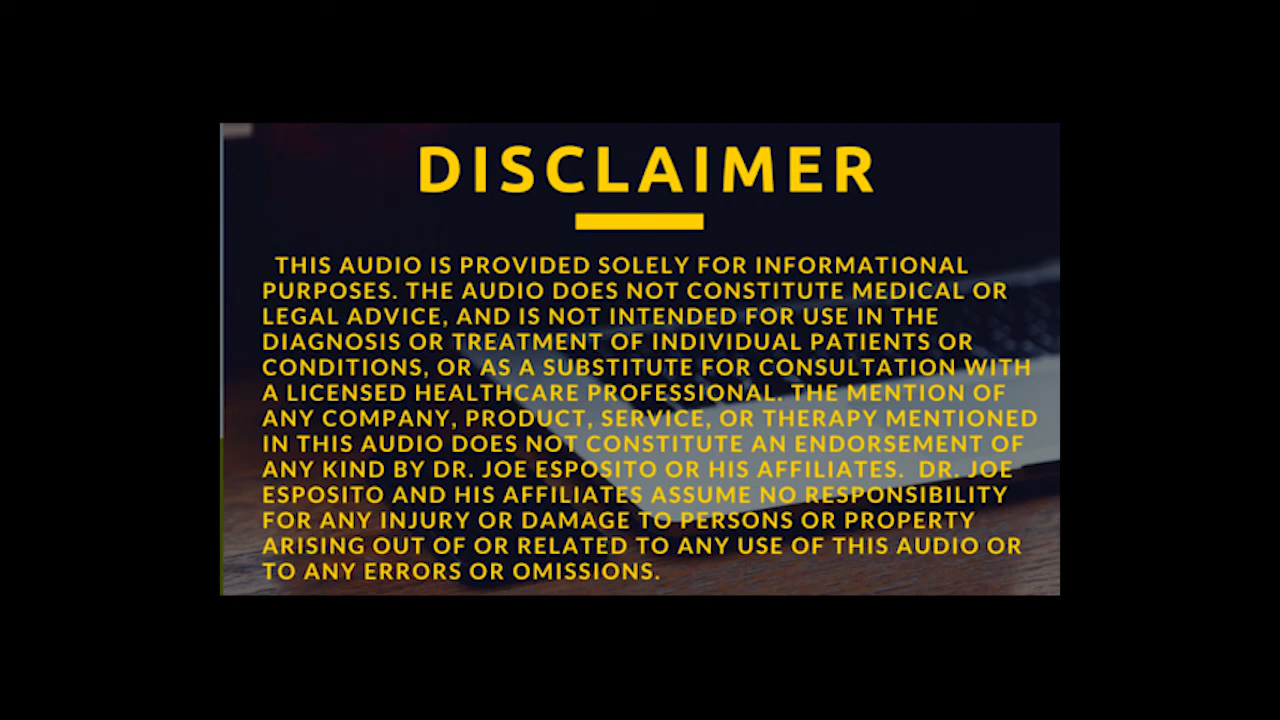 DISCLAIMER
THIS AUDIO IS PROVIDED SOLELY FOR INFORMATIONAL
PURPOSES. THE AUDIO DOES NOT CONSTITUTE MEDICAL OR
LEGAL ADVICE, AND IS NOT INTENDED FOR USE IN THE
DIAGNOSIS OR TREATMENT OF INDIVIDUAL PATIENTS OR
CONDITIONS, OR AS A SUBSTITUTE FOR CONSULTATION WITH
A LICENSED HEALTHCARE PROFESSIONAL. THE MENTION OF
ANY COMPANY, PRODUCT, SERVICE, OR THERAPY MENTIONED
IN THIS AUDIO DOES NOT CONSTITUTE AN ENDORSEMENT OF
ANY KIND BY DR. JOE ESPOSITO OR HIS AFFILIATES.  DR. JOE
ESPOSITO AND HIS AFFILIATES ASSUME NO RESPONSIBILITY
FOR ANY INJURY OR DAMAGE TO PERSONS OR PROPERTY
ARISING OUT OF OR RELATED TO ANY USE OF THIS AUDIO OR
TO ANY ERRORS OR OMISSIONS.